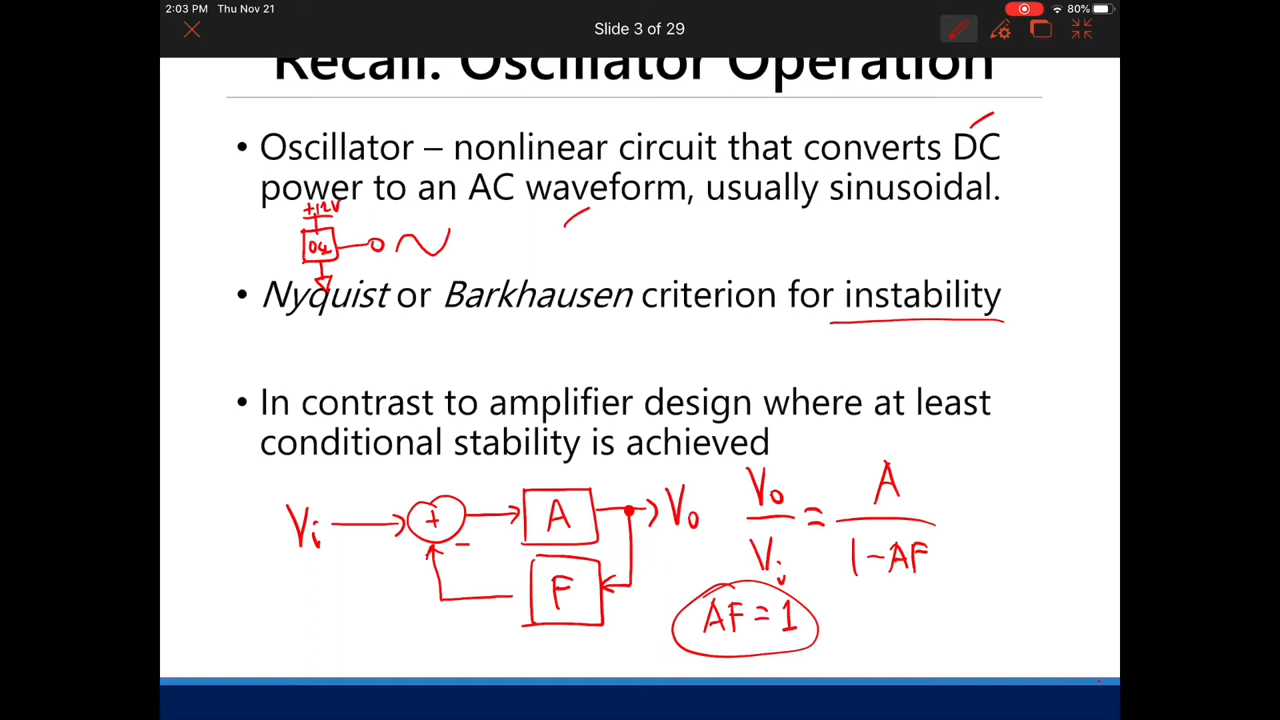 2:03 PM Thu Nov 21
80%
Slide 3 of 29
Recall: Oscillator Operation
• Oscillator – nonlinear circuit that converts DC
power to an AC waveform, usually sinusoidal.
+12V
OSC
• Nyquist or Barkhausen criterion for instability
• In contrast to amplifier design where at least
conditional stability is achieved
Vi + − A Vo
F
Vo/Vi = A/(1-AF)
AF = 1